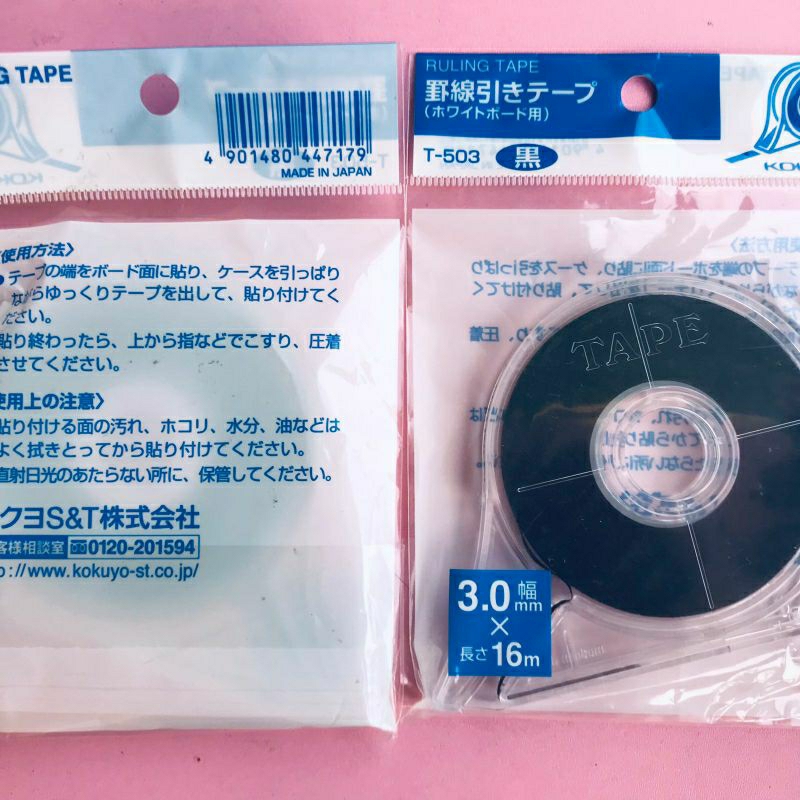 NG TAPE
4 901480 447179
MADE IN JAPAN
使用方法〉
●テープの端をボード面に貼り、ケースを引っぱり
ながらゆっくりテープを出して、貼り付けてく
ださい。
貼り終わったら、上から指などでこすり、圧着
させてください。
使用上の注意〉
貼り付ける面の汚れ、ホコリ、水分、油などは
よく拭きとってから貼り付けてください。
直射日光のあたらない所に、保管してください。
クヨS&T株式会社
客様相談室 0120-201594
p://www.kokuyo-st.co.jp/
RULING TAPE
罫線引きテープ
(ホワイトボード用)
T-503 黒
KOK
TAPE
3.0mm幅
×
長さ16m